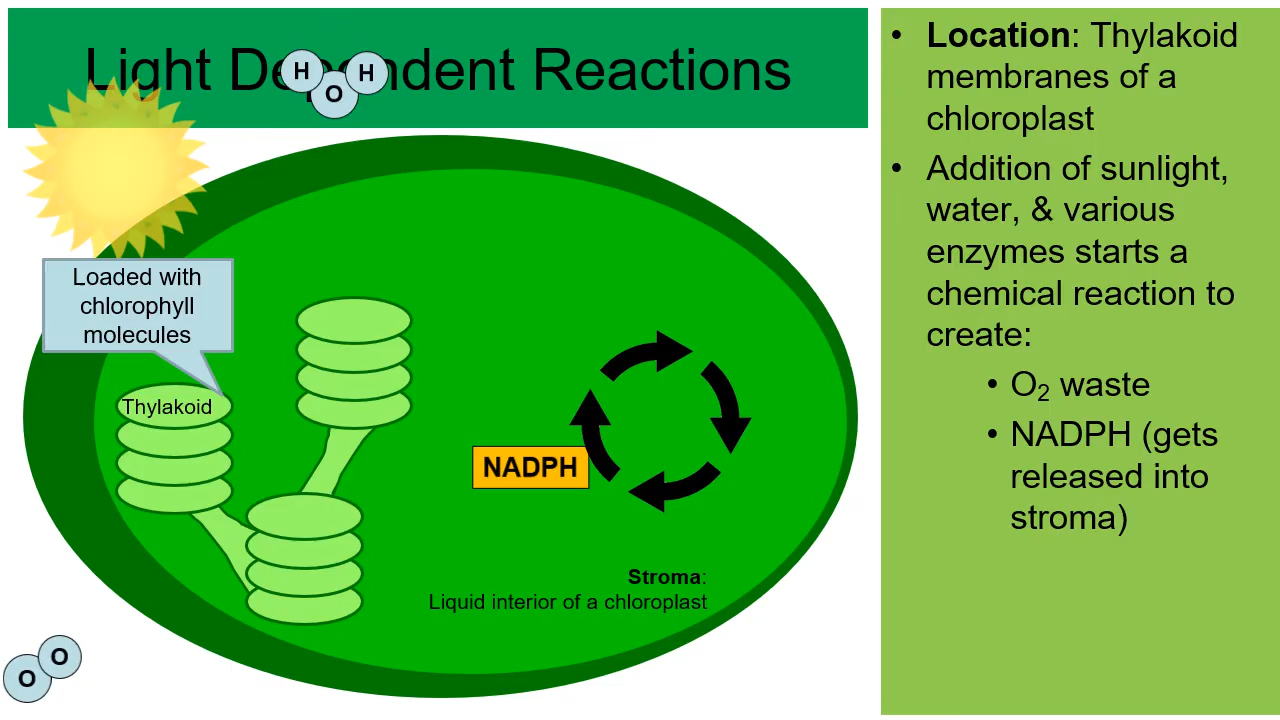 Light Dependent Reactions
H
H
O
Loaded with
chlorophyll
molecules
Thylakoid
NADPH
Stroma:
Liquid interior of a chloroplast
O
O
• Location: Thylakoid
membranes of a
chloroplast
• Addition of sunlight,
water, & various
enzymes starts a
chemical reaction to
create:
• O₂ waste
• NADPH (gets
released into
stroma)